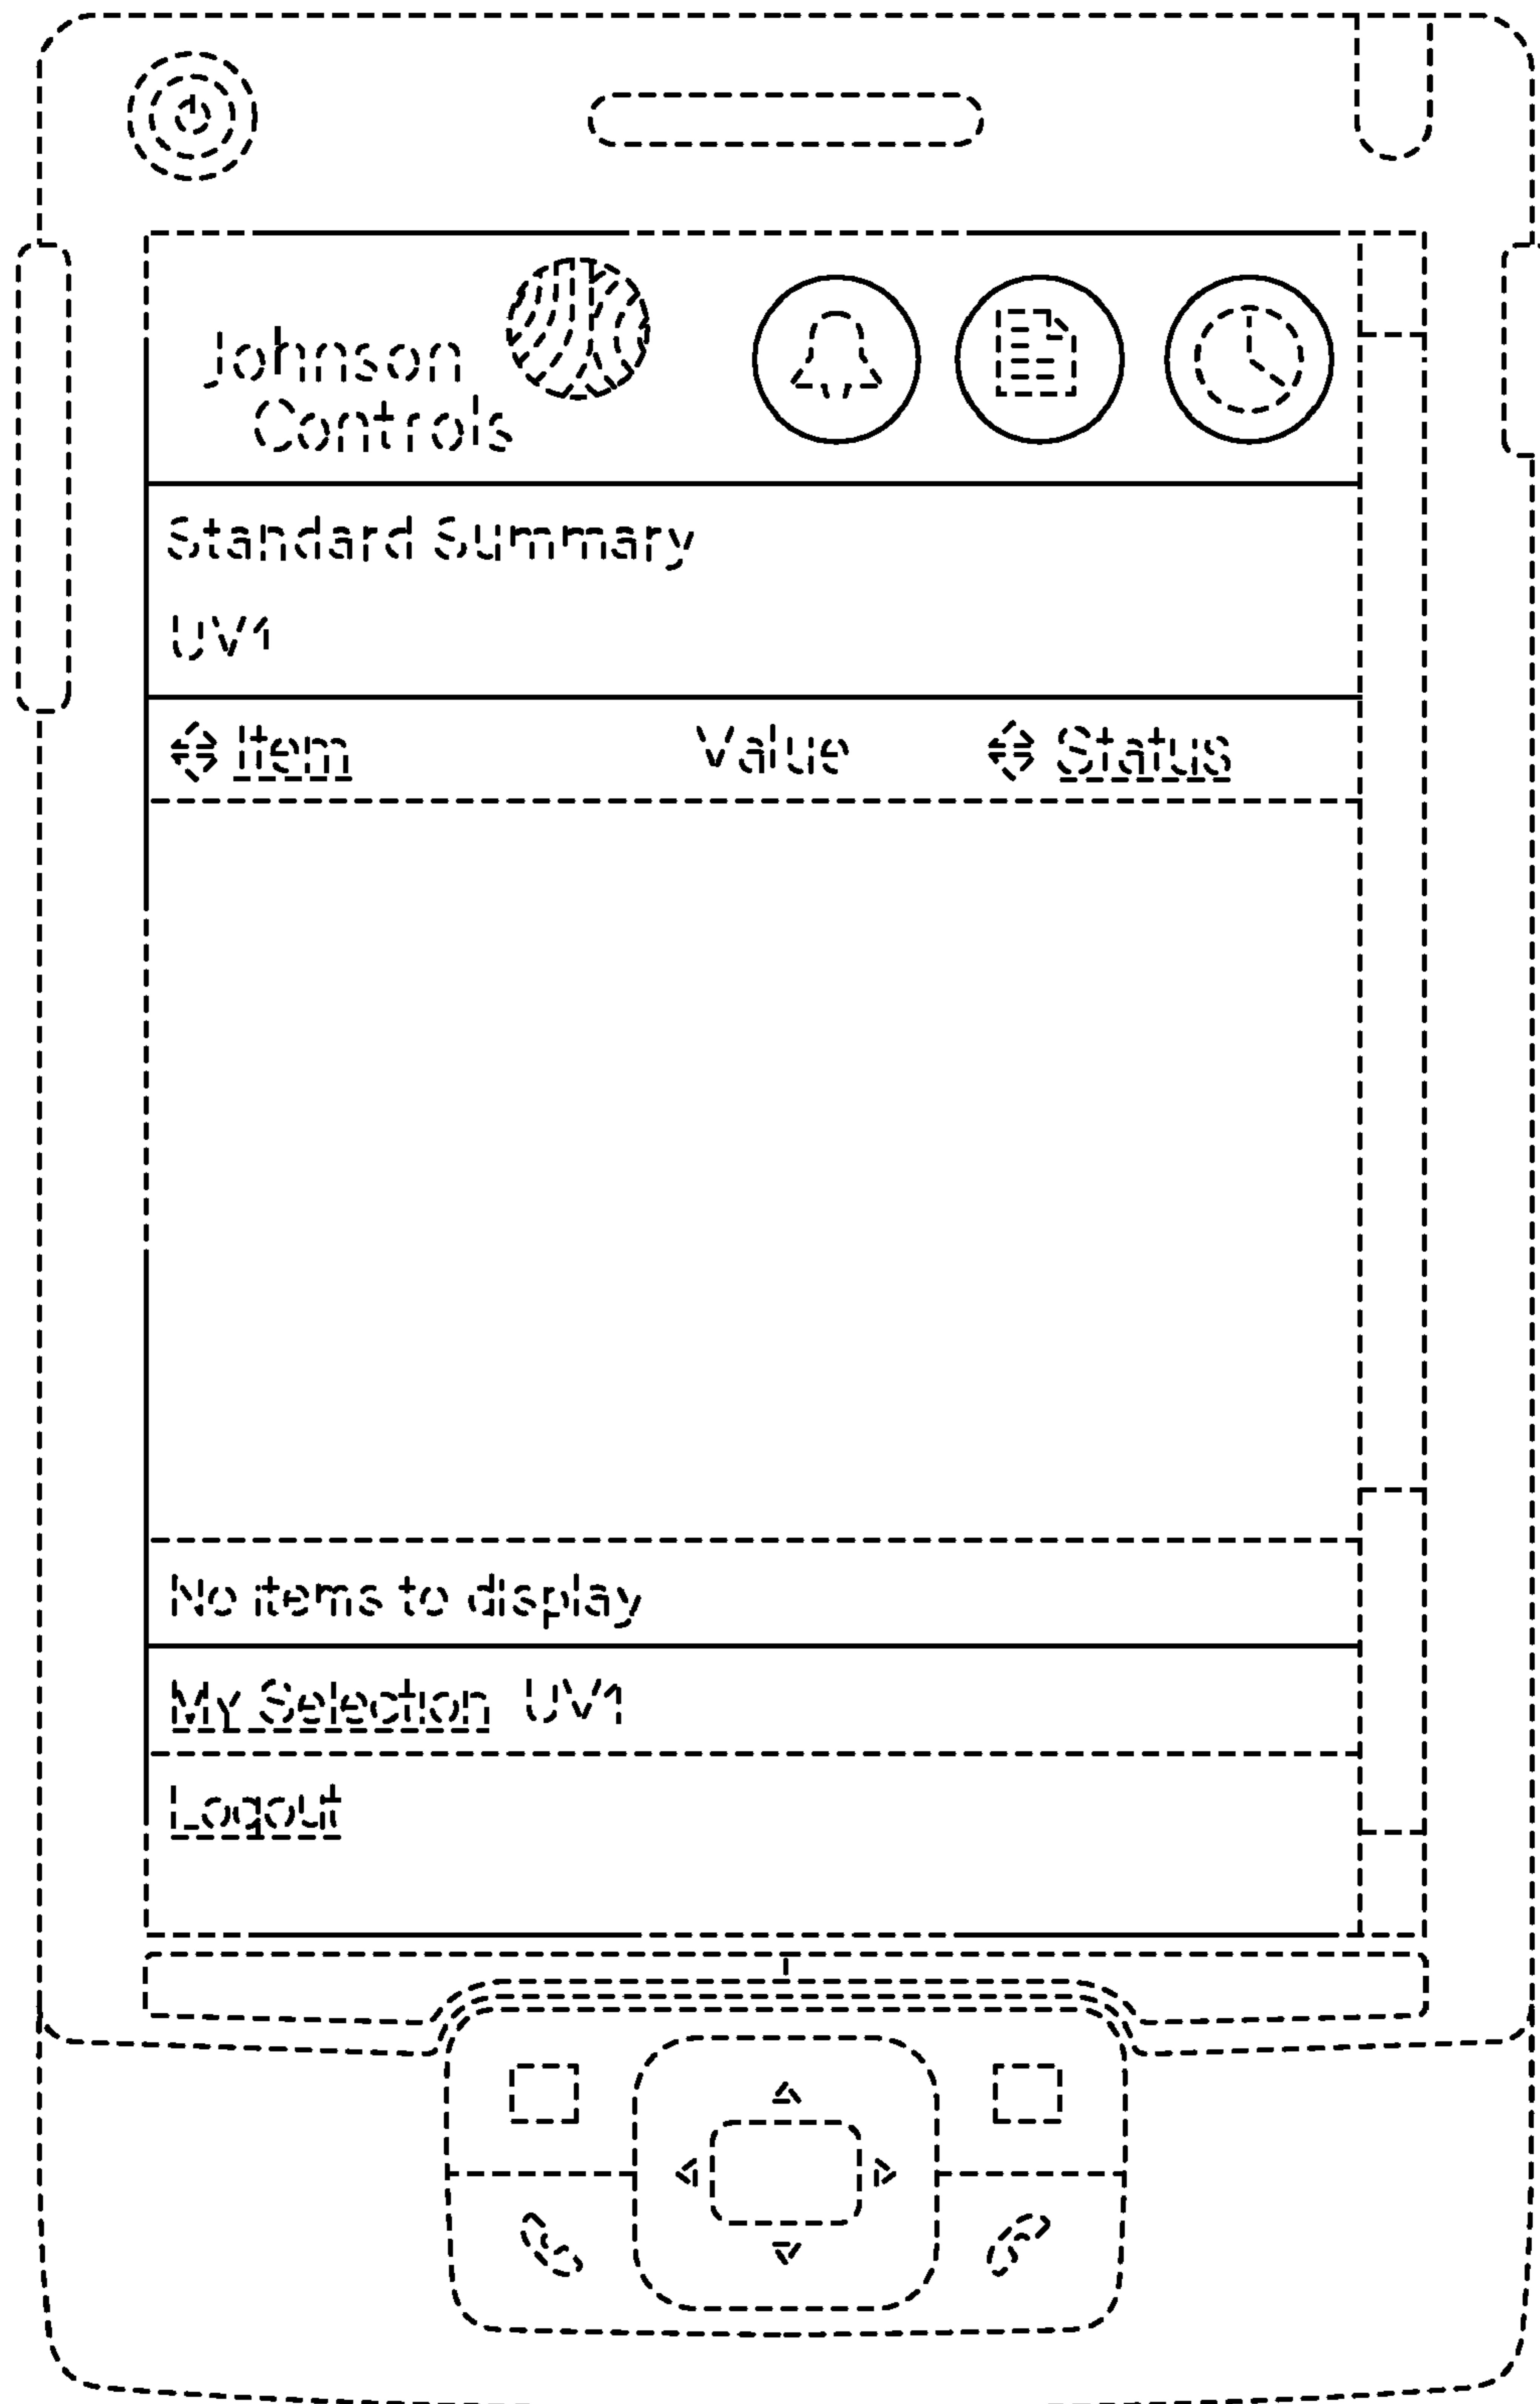 Johnson
Controls
Standard Summary
UV1
Item Value Status
No items to display
My Selection UV1
Logout